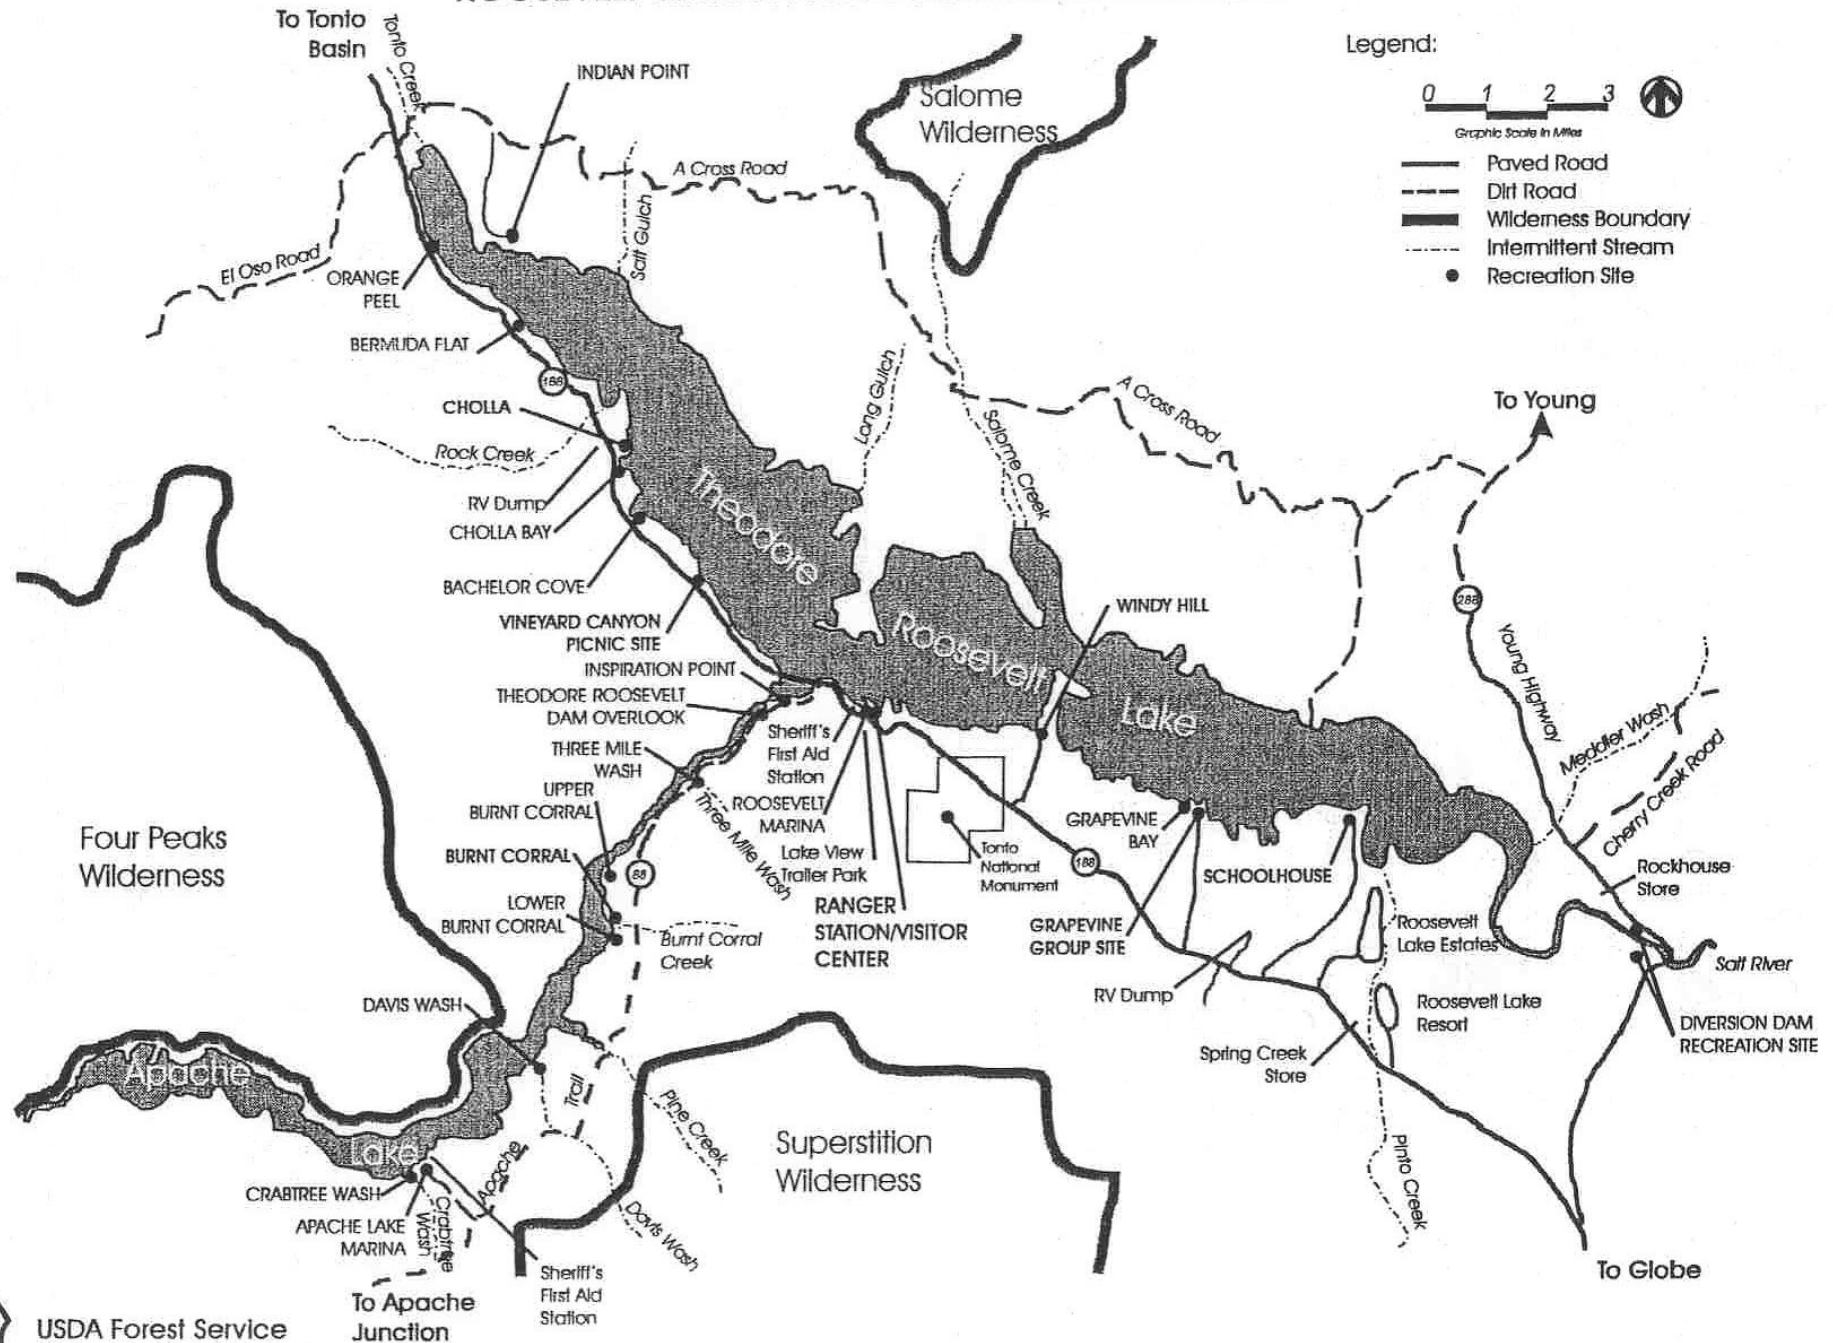 To Tonto
Basin
Tonto Creek
INDIAN POINT
Salome
Wilderness
Legend:
0 1 2 3
Graphic Scale in Miles
Paved Road
Dirt Road
Wilderness Boundary
Intermittent Stream
Recreation Site
A Cross Road
Salt Gulch
El Oso Road
ORANGE
PEEL
BERMUDA FLAT
188
CHOLLA
Rock Creek
RV Dump
CHOLLA BAY
BACHELOR COVE
VINEYARD CANYON
PICNIC SITE
INSPIRATION POINT
THEODORE ROOSEVELT
DAM OVERLOOK
THREE MILE
WASH
UPPER
BURNT CORRAL
BURNT CORRAL
LOWER
BURNT CORRAL
Long Gulch
Salome Creek
A Cross Road
To Young
288
Young Highway
Theodore
Roosevelt
Lake
WINDY HILL
Meddler Wash
Cherry Creek Road
Sheriff's
First Aid
Station
ROOSEVELT
MARINA
Lake View
Trailer Park
RANGER
STATION/VISITOR
CENTER
Three Mile Wash
88
Burnt Corral
Creek
Tonto
National
Monument
188
GRAPEVINE
BAY
GRAPEVINE
GROUP SITE
SCHOOLHOUSE
Rockhouse
Store
Roosevelt
Lake Estates
Salt River
RV Dump
Roosevelt Lake
Resort
Spring Creek
Store
DIVERSION DAM
RECREATION SITE
Pinto Creek
To Globe
Four Peaks
Wilderness
DAVIS WASH
Apache
Lake
Apache
Trail
Pine Creek
Superstition
Wilderness
Davis Wash
CRABTREE WASH
APACHE LAKE
MARINA
Crabtree
Wash
Sheriff's
First Aid
Station
To Apache
Junction
USDA Forest Service